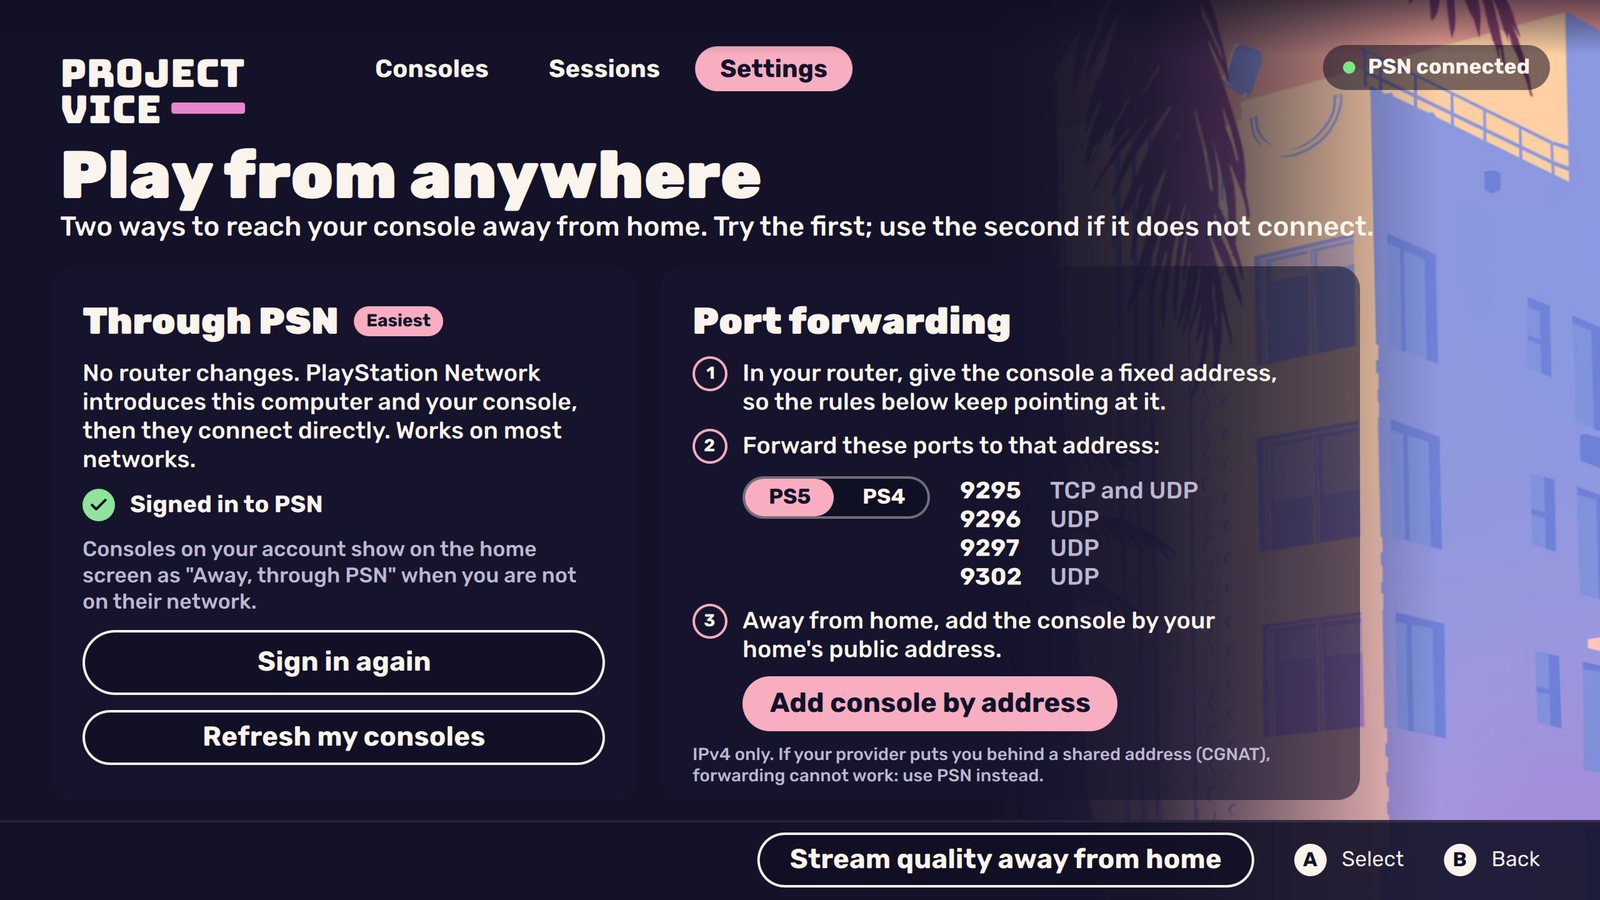 PROJECT
VICE
Consoles
Sessions
Settings
PSN connected
Play from anywhere
Two ways to reach your console away from home. Try the first; use the second if it does not connect.
Through PSN
Easiest
No router changes. PlayStation Network
introduces this computer and your console,
then they connect directly. Works on most
networks.
Signed in to PSN
Consoles on your account show on the home
screen as "Away, through PSN" when you are not
on their network.
Sign in again
Refresh my consoles
Port forwarding
1 In your router, give the console a fixed address,
so the rules below keep pointing at it.
2 Forward these ports to that address:
PS5 PS4
9295 TCP and UDP
9296 UDP
9297 UDP
9302 UDP
3 Away from home, add the console by your
home's public address.
Add console by address
IPv4 only. If your provider puts you behind a shared address (CGNAT),
forwarding cannot work: use PSN instead.
Stream quality away from home
A Select
B Back